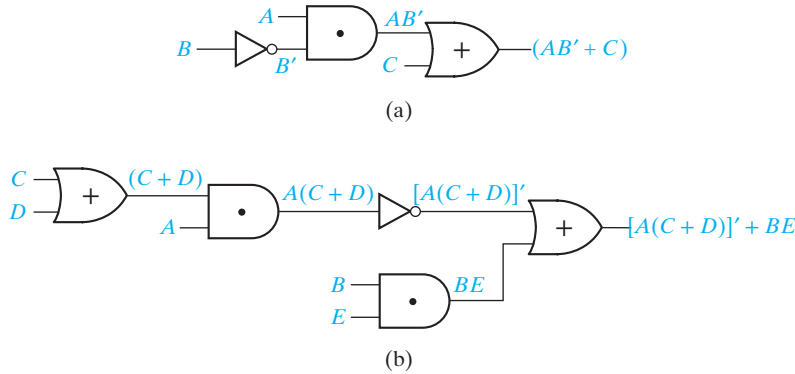 A
AB′
B
B′
+
C
(AB′ + C)
(a)
C
D
+
(C + D)
A
A(C + D)
[A(C + D)]′
+
[A(C + D)]′ + BE
B
E
BE
(b)